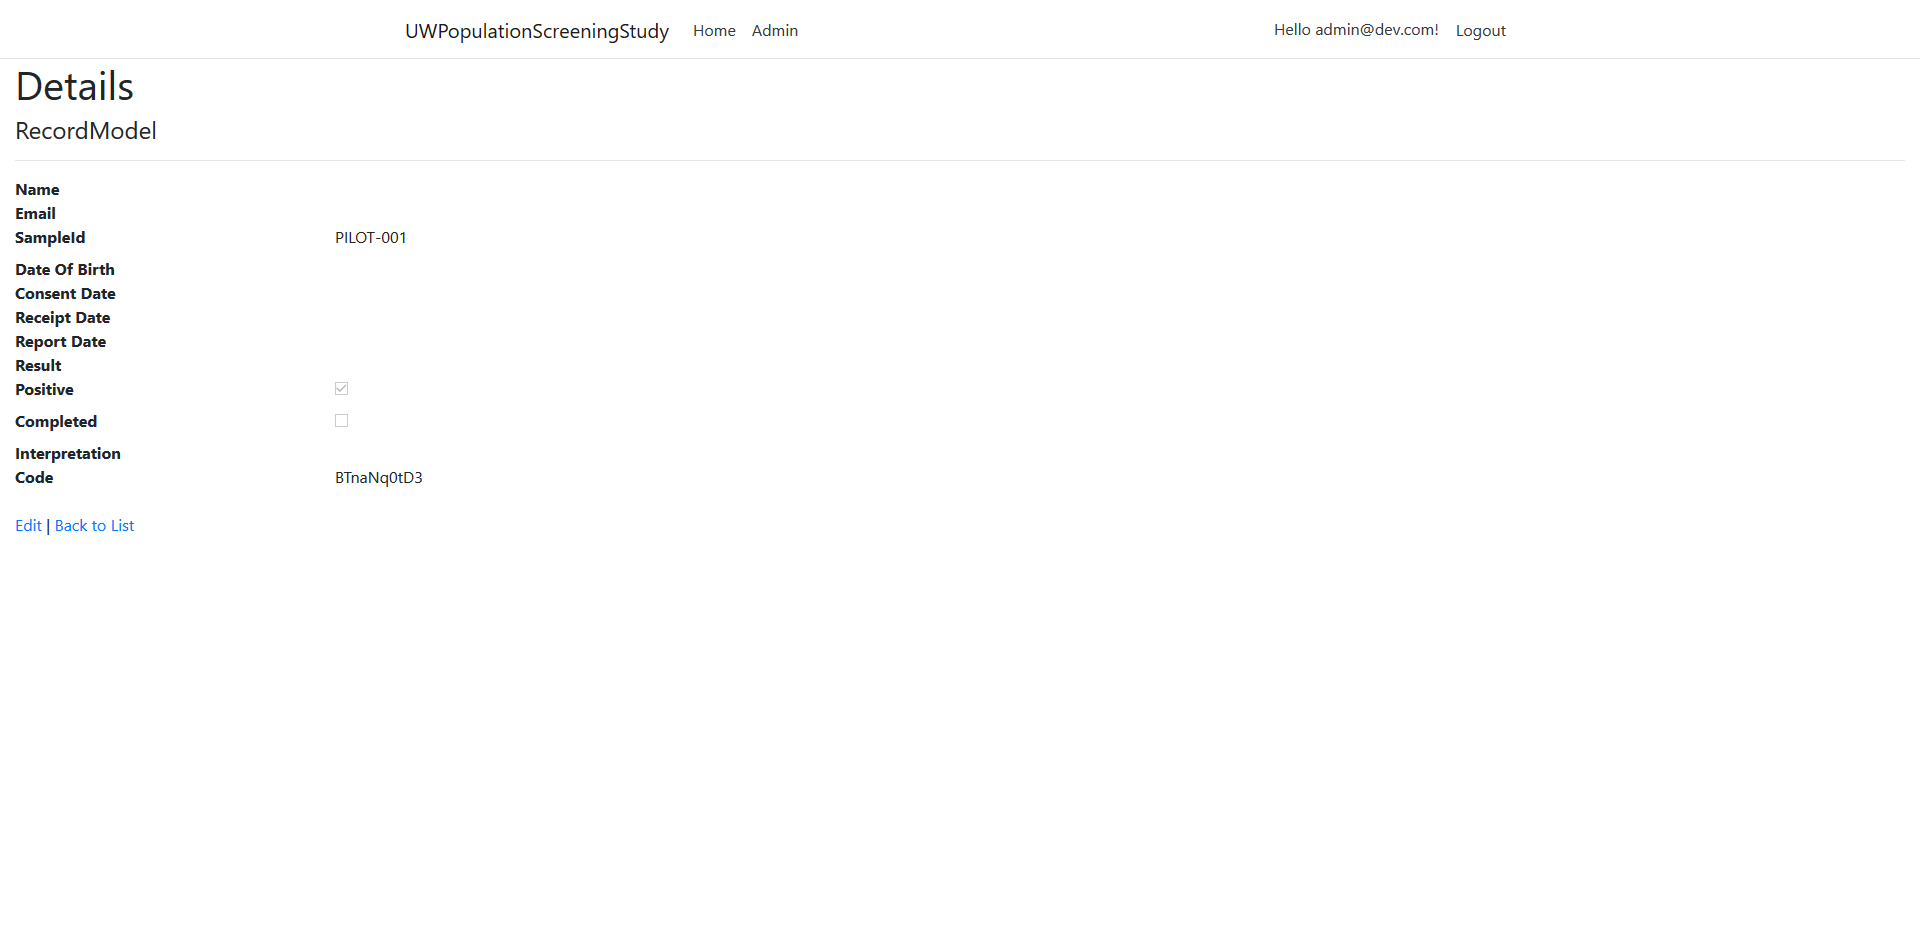 UWPopulationScreeningStudy Home Admin Hello admin@dev.com! Logout
Details
RecordModel
Name
Email
SampleId PILOT-001
Date Of Birth
Consent Date
Receipt Date
Report Date
Result
Positive
Completed
Interpretation
Code BTnaNq0tD3
Edit | Back to List